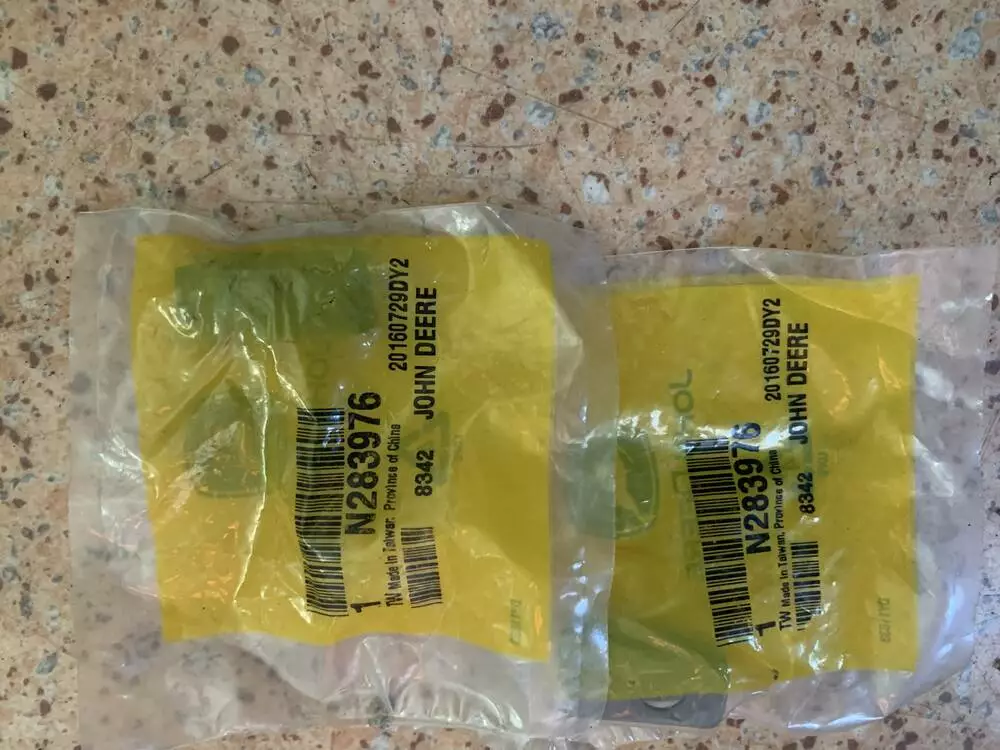 1 N283976
TW Made In Taiwan, Province of China
20160729DY2
8342 JOHN DEERE
1 N283976
TW Made In Taiwan, Province of China
20160729DY2
8342 JOHN DEERE